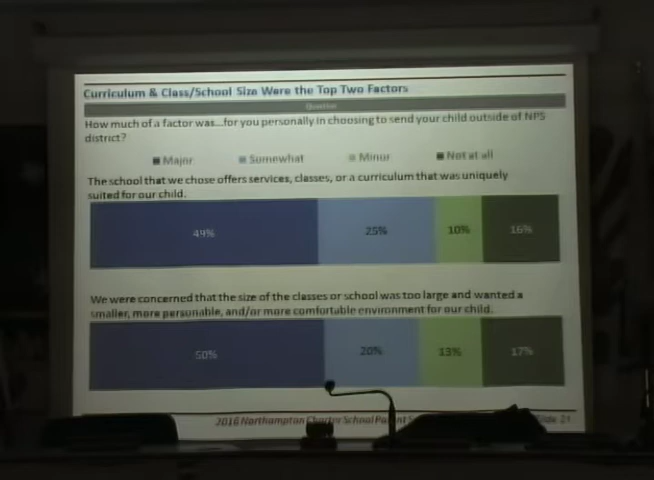 Curriculum & Class/School Size Were the Top Two Factors
Question
How much of a factor was...for you personally in choosing to send your child outside of NPS
district?
Major Somewhat Minor Not at all
The school that we chose offers services, classes, or a curriculum that was uniquely
suited for our child.
49% 25% 10% 16%
We were concerned that the size of the classes or school was too large and wanted a
smaller, more personable, and/or more comfortable environment for our child.
50% 20% 13% 17%
2016 Northampton Charter School Parent Slide 21